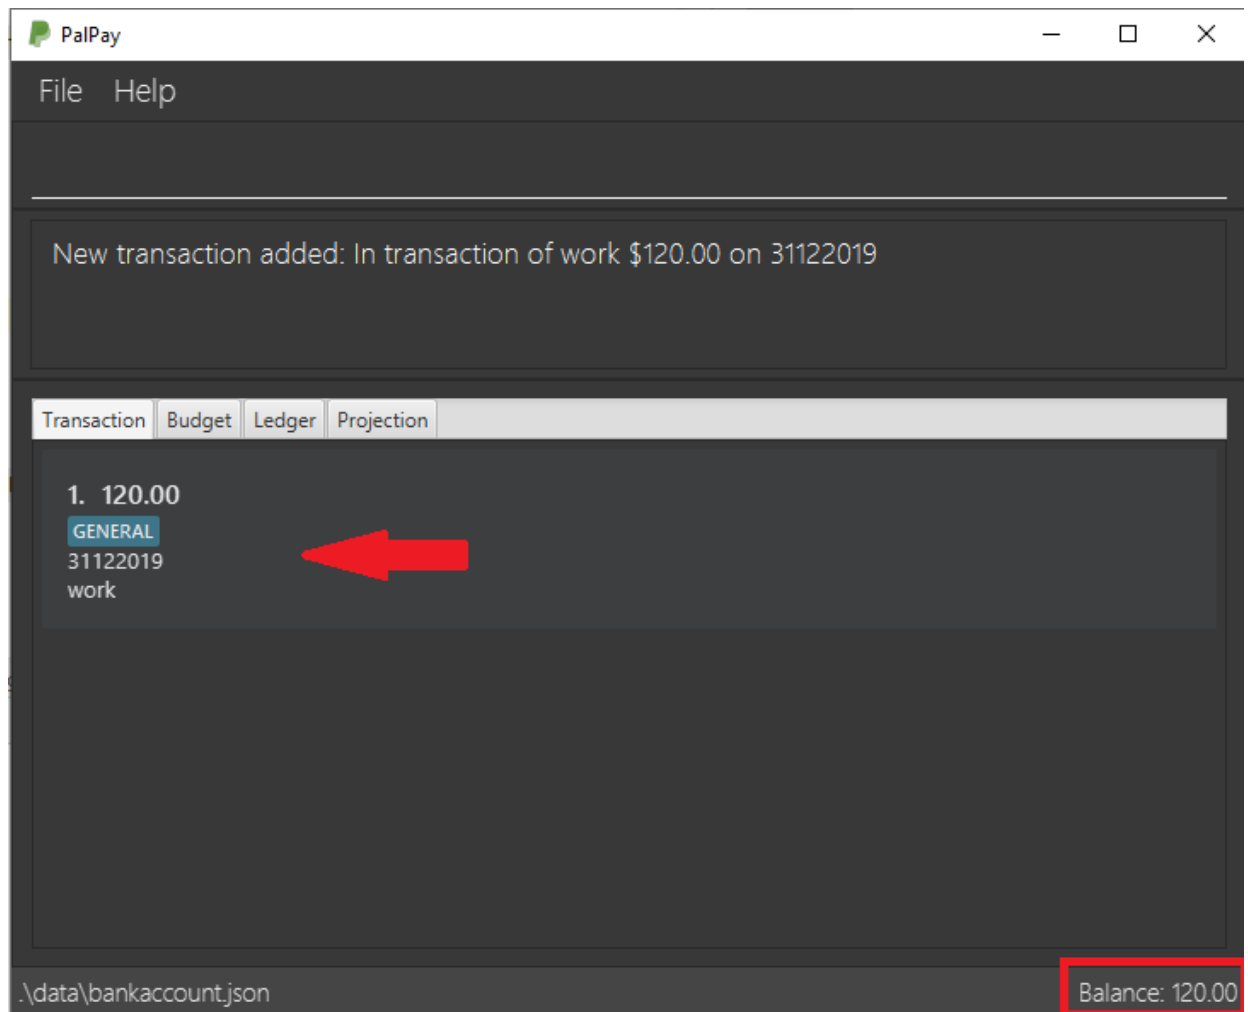 PalPay
File Help
New transaction added: In transaction of work $120.00 on 31122019
Transaction Budget Ledger Projection
1. 120.00
GENERAL
31122019
work
.\data\bankaccount.json
Balance: 120.00